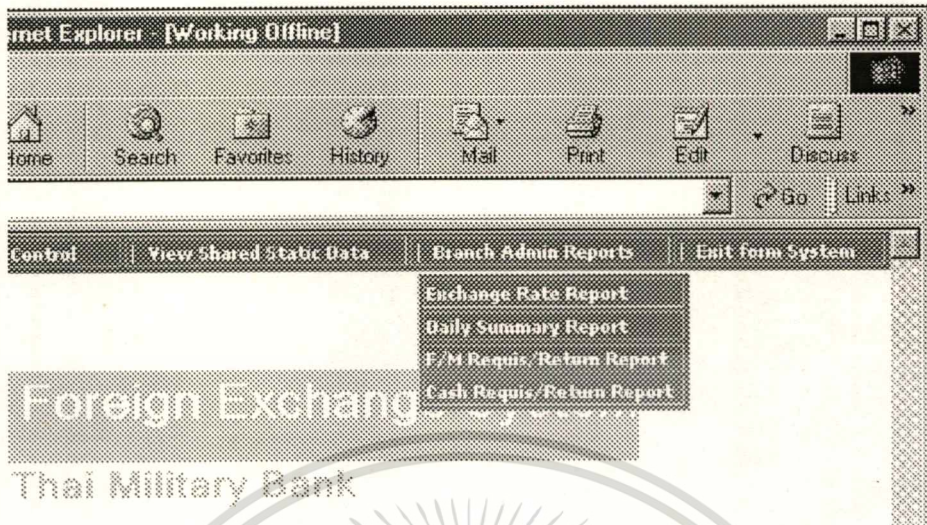 ernet Explorer - [Working Offline]
Home Search Favorites History Mail Print Edit Discuss »
Go Links »
Control | View Shared Static Data | Branch Admin Reports | Exit form System
Exchange Rate Report
Daily Summary Report
F/M Requis/Return Report
Cash Requis/Return Report
Foreign Exchang
Thai Military Bank